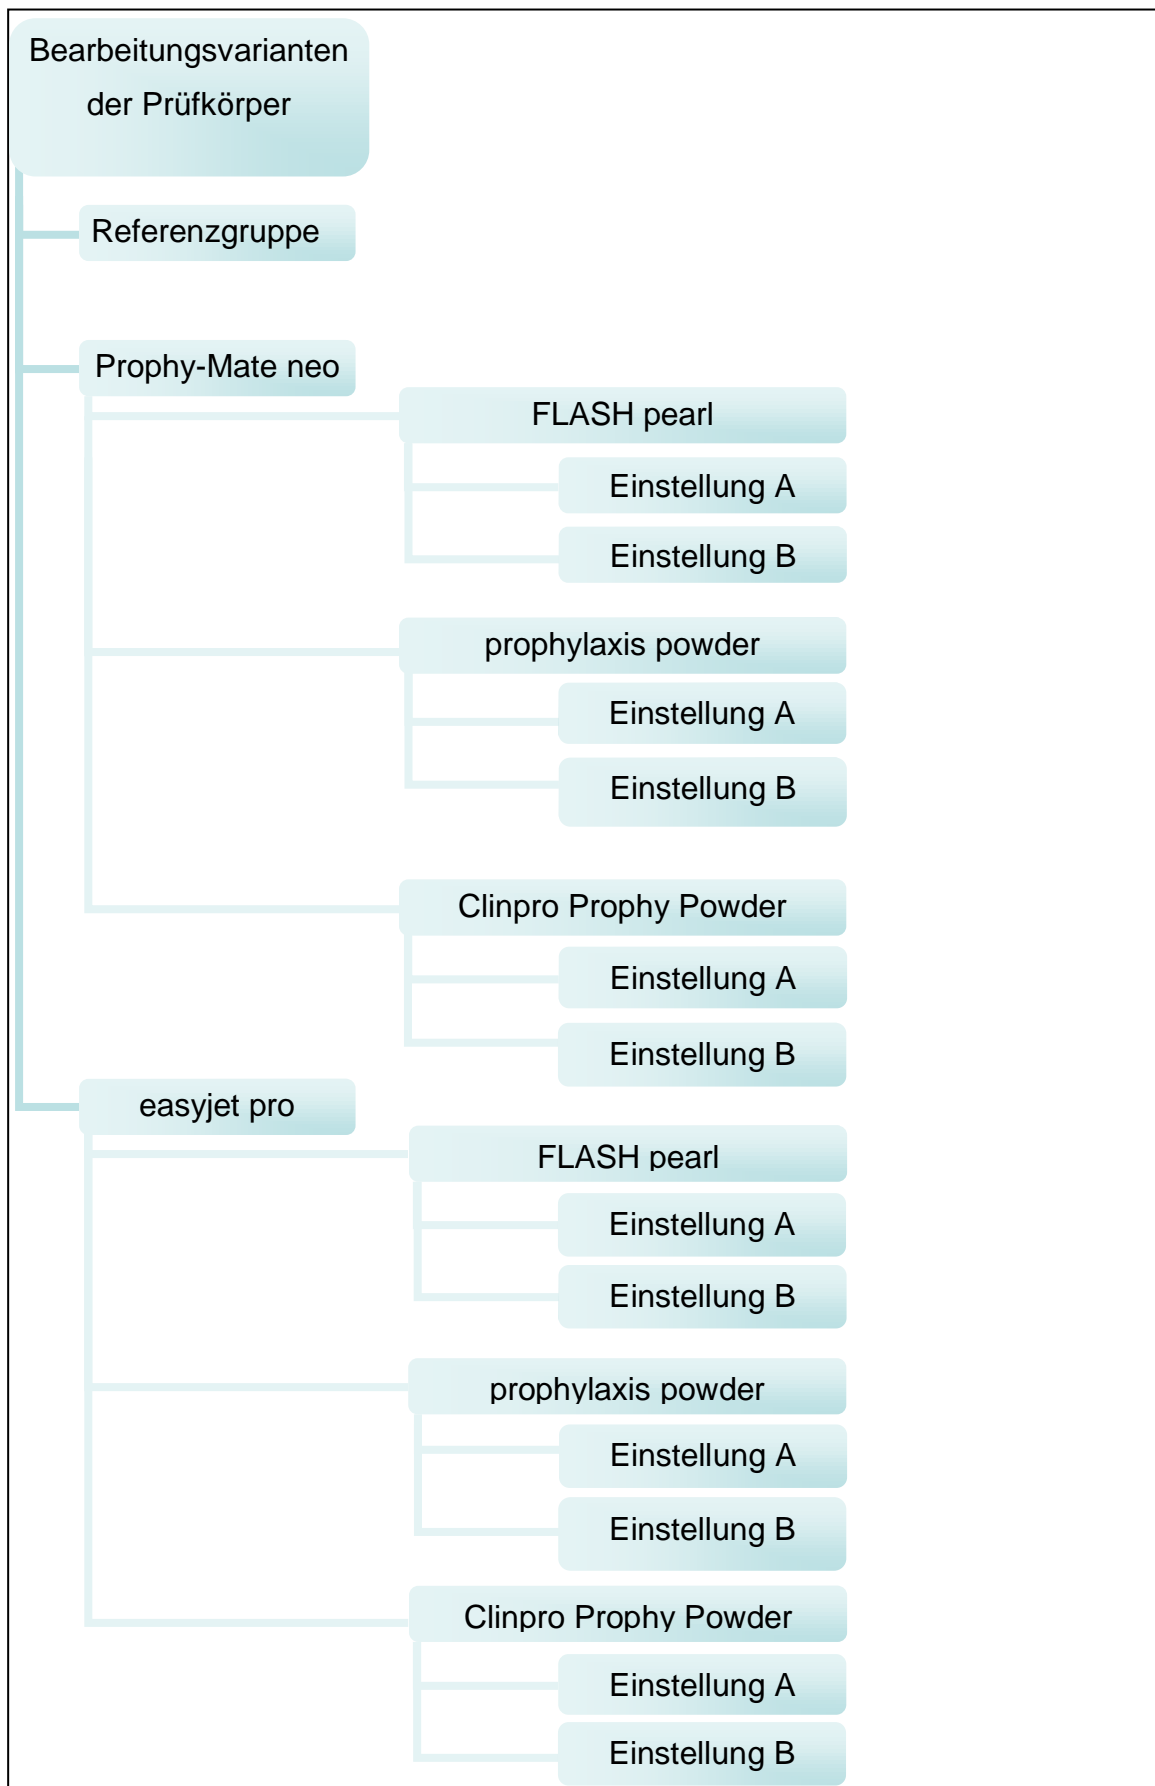 Bearbeitungsvarianten
der Prüfkörper
Referenzgruppe
Prophy-Mate neo
FLASH pearl
Einstellung A
Einstellung B
prophylaxis powder
Einstellung A
Einstellung B
Clinpro Prophy Powder
Einstellung A
Einstellung B
easyjet pro
FLASH pearl
Einstellung A
Einstellung B
prophylaxis powder
Einstellung A
Einstellung B
Clinpro Prophy Powder
Einstellung A
Einstellung B